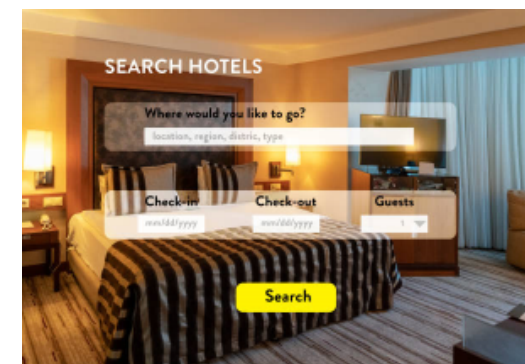 SEARCH HOTELS
Where would you like to go?
location, region, distric, type
Check-in Check-out Guests
mm/dd/yyyy mm/dd/yyyy 1
Search